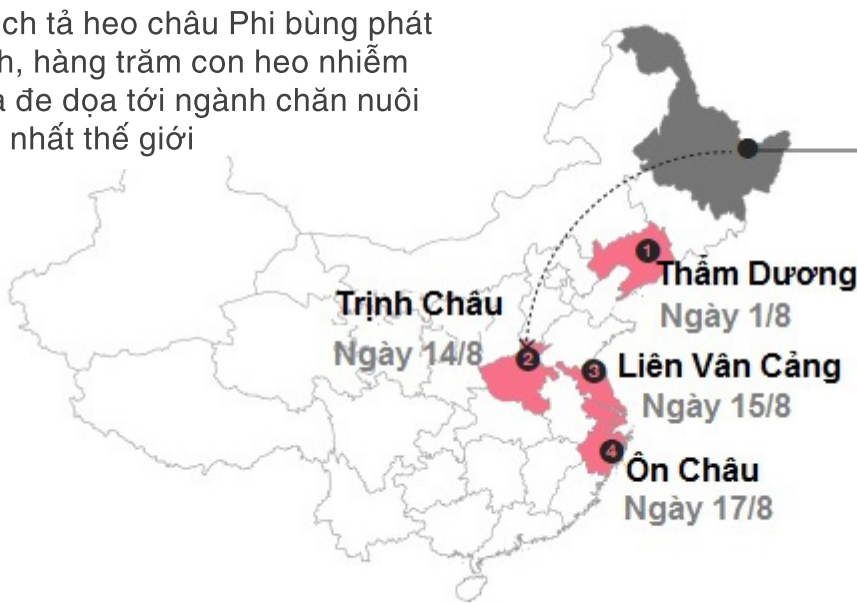 ch tả heo châu Phi bùng phát
h, hàng trăm con heo nhiễm
à đe dọa tới ngành chăn nuôi
nhất thế giới
1
Thẩm Dương
Ngày 1/8
Trịnh Châu
Ngày 14/8
2
3
Liên Vân Cảng
Ngày 15/8
4
Ôn Châu
Ngày 17/8